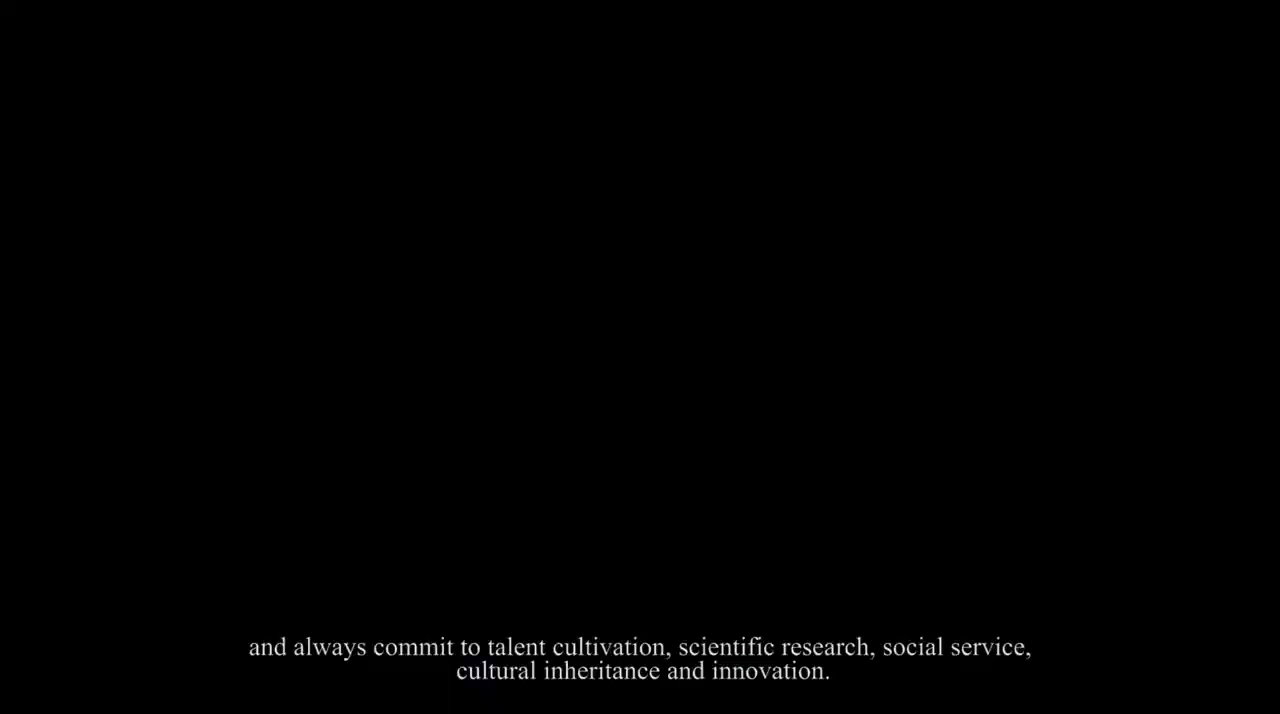 and always commit to talent cultivation, scientific research, social service,
cultural inheritance and innovation.